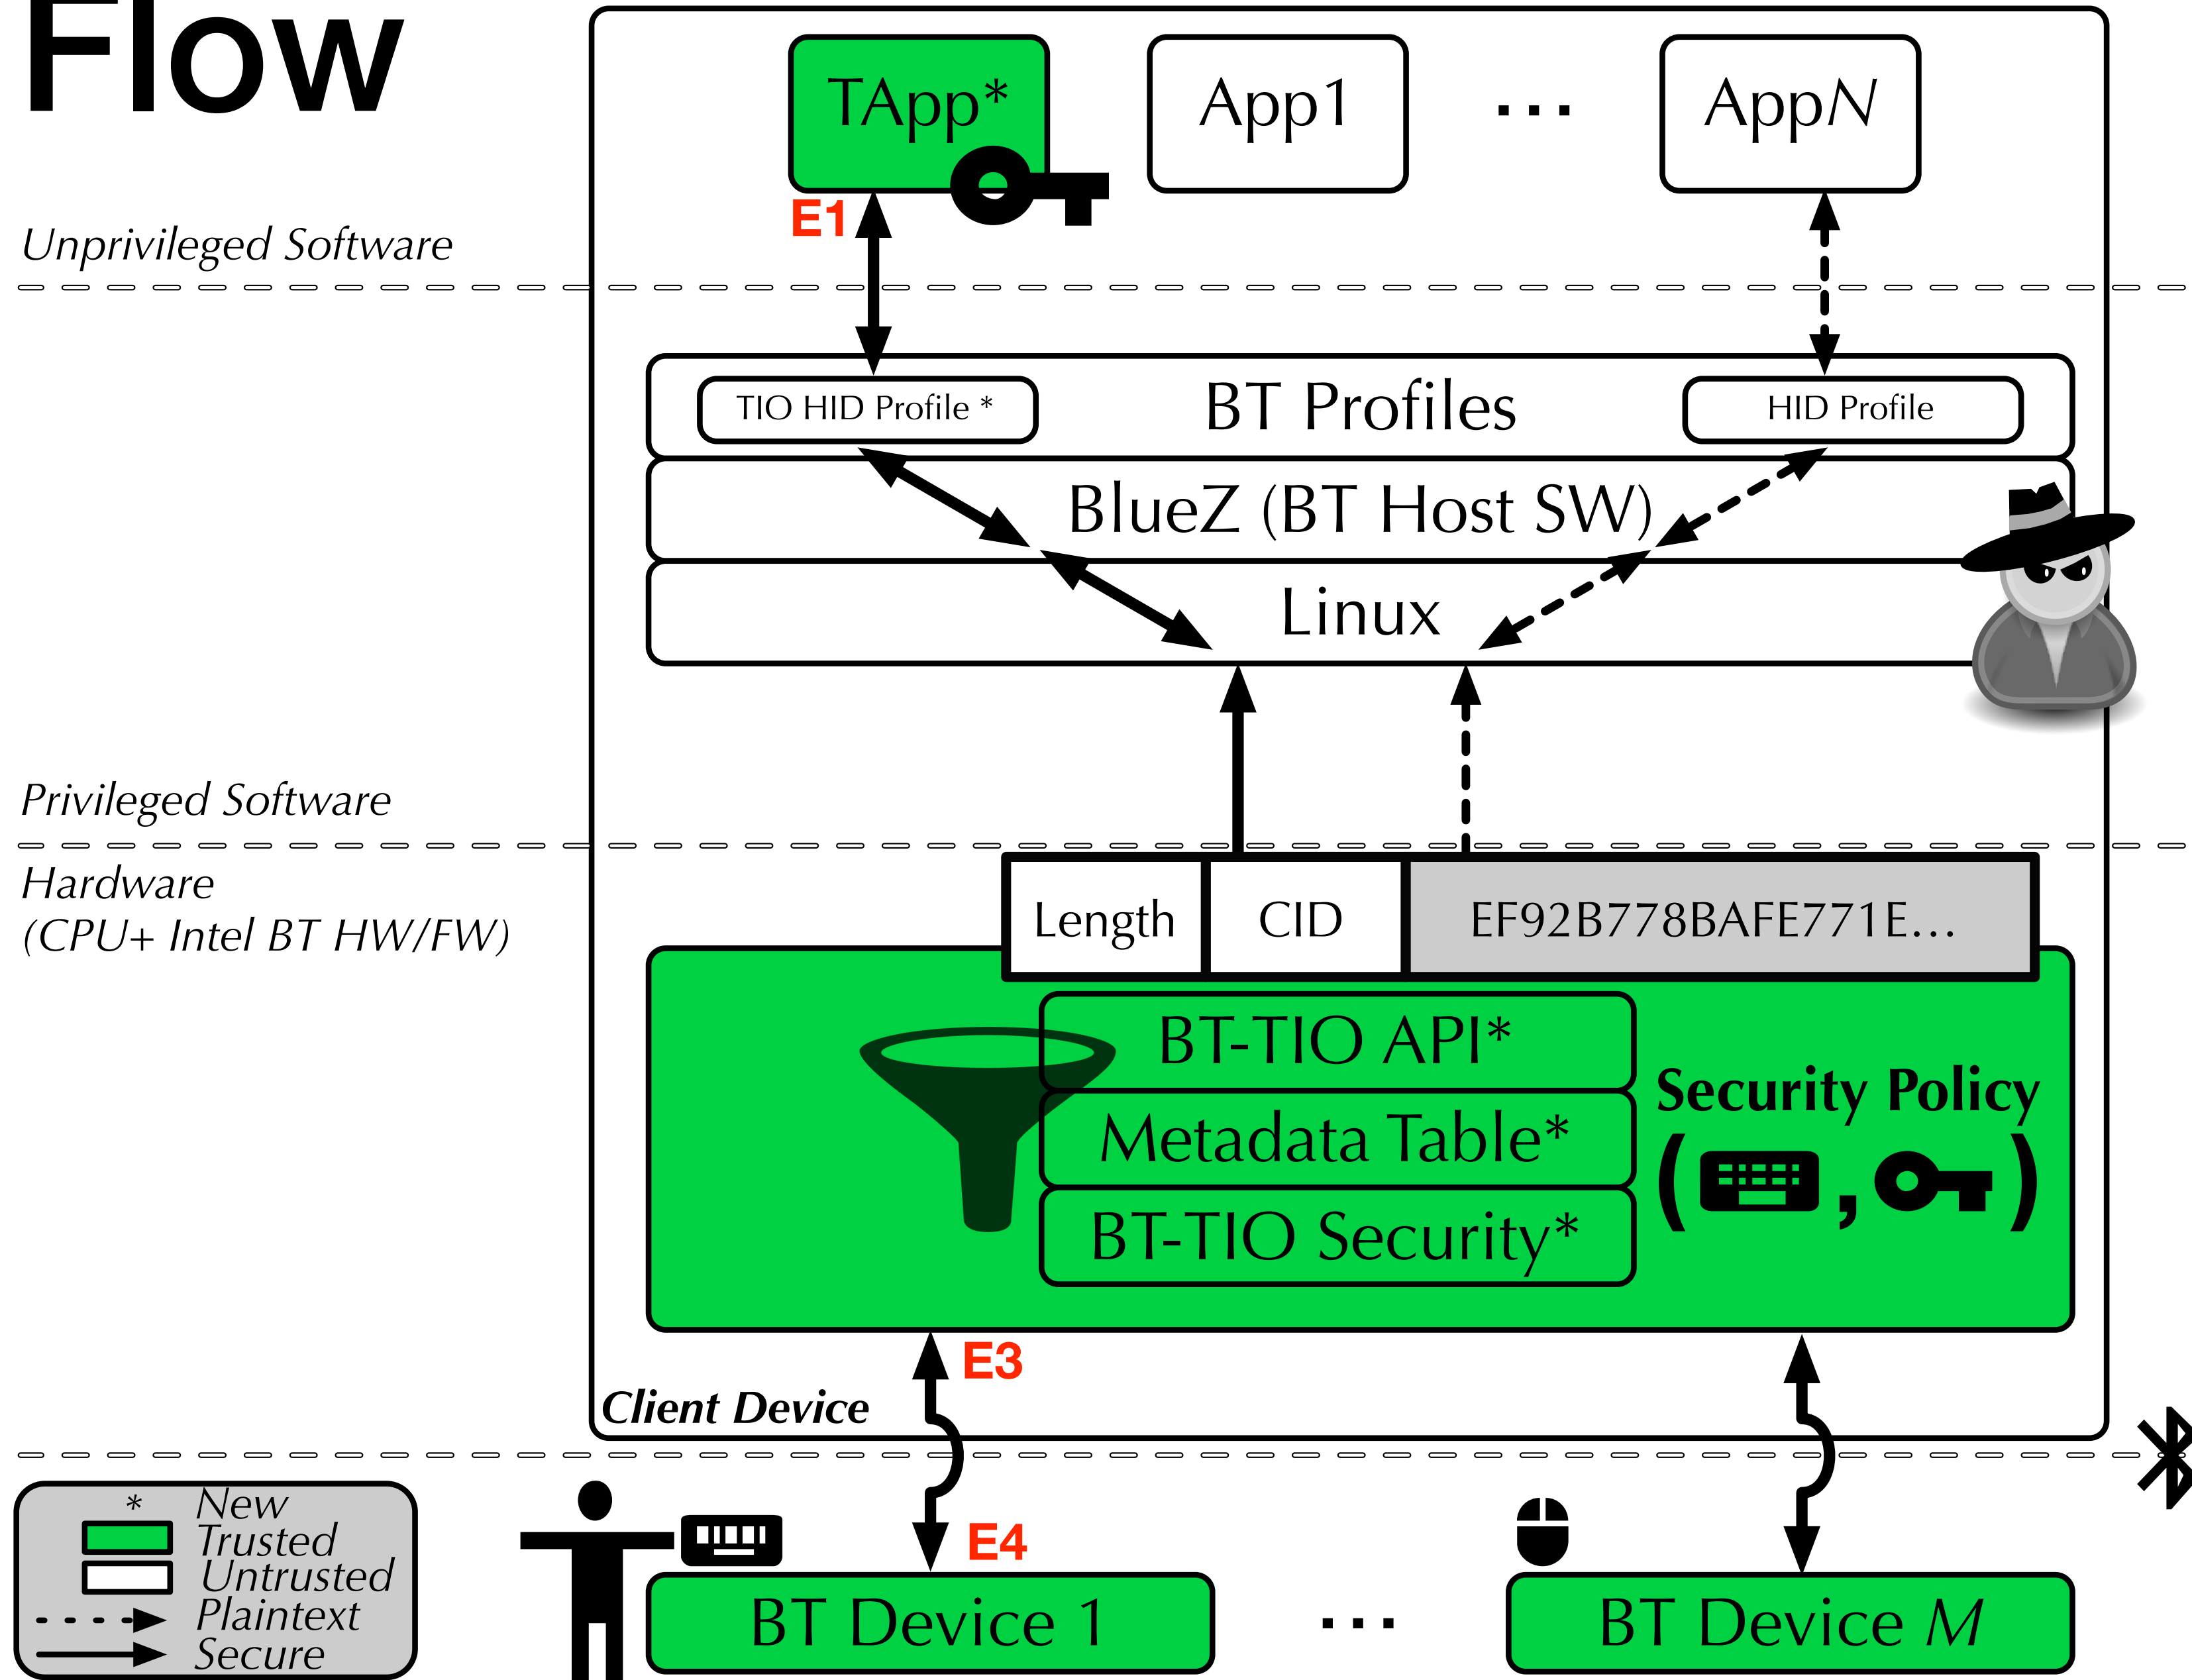 Flow
TApp*
App1
...
AppN
E1
Unprivileged Software
TIO HID Profile *
BT Profiles
HID Profile
BlueZ (BT Host SW)
Linux
Privileged Software
Hardware
(CPU+ Intel BT HW/FW)
Length
CID
EF92B778BAFE771E...
BT-TIO API*
Metadata Table*
BT-TIO Security*
Security Policy
( , )
E3
Client Device
E4
* New
Trusted
Untrusted
Plaintext
Secure
BT Device 1
...
BT Device M